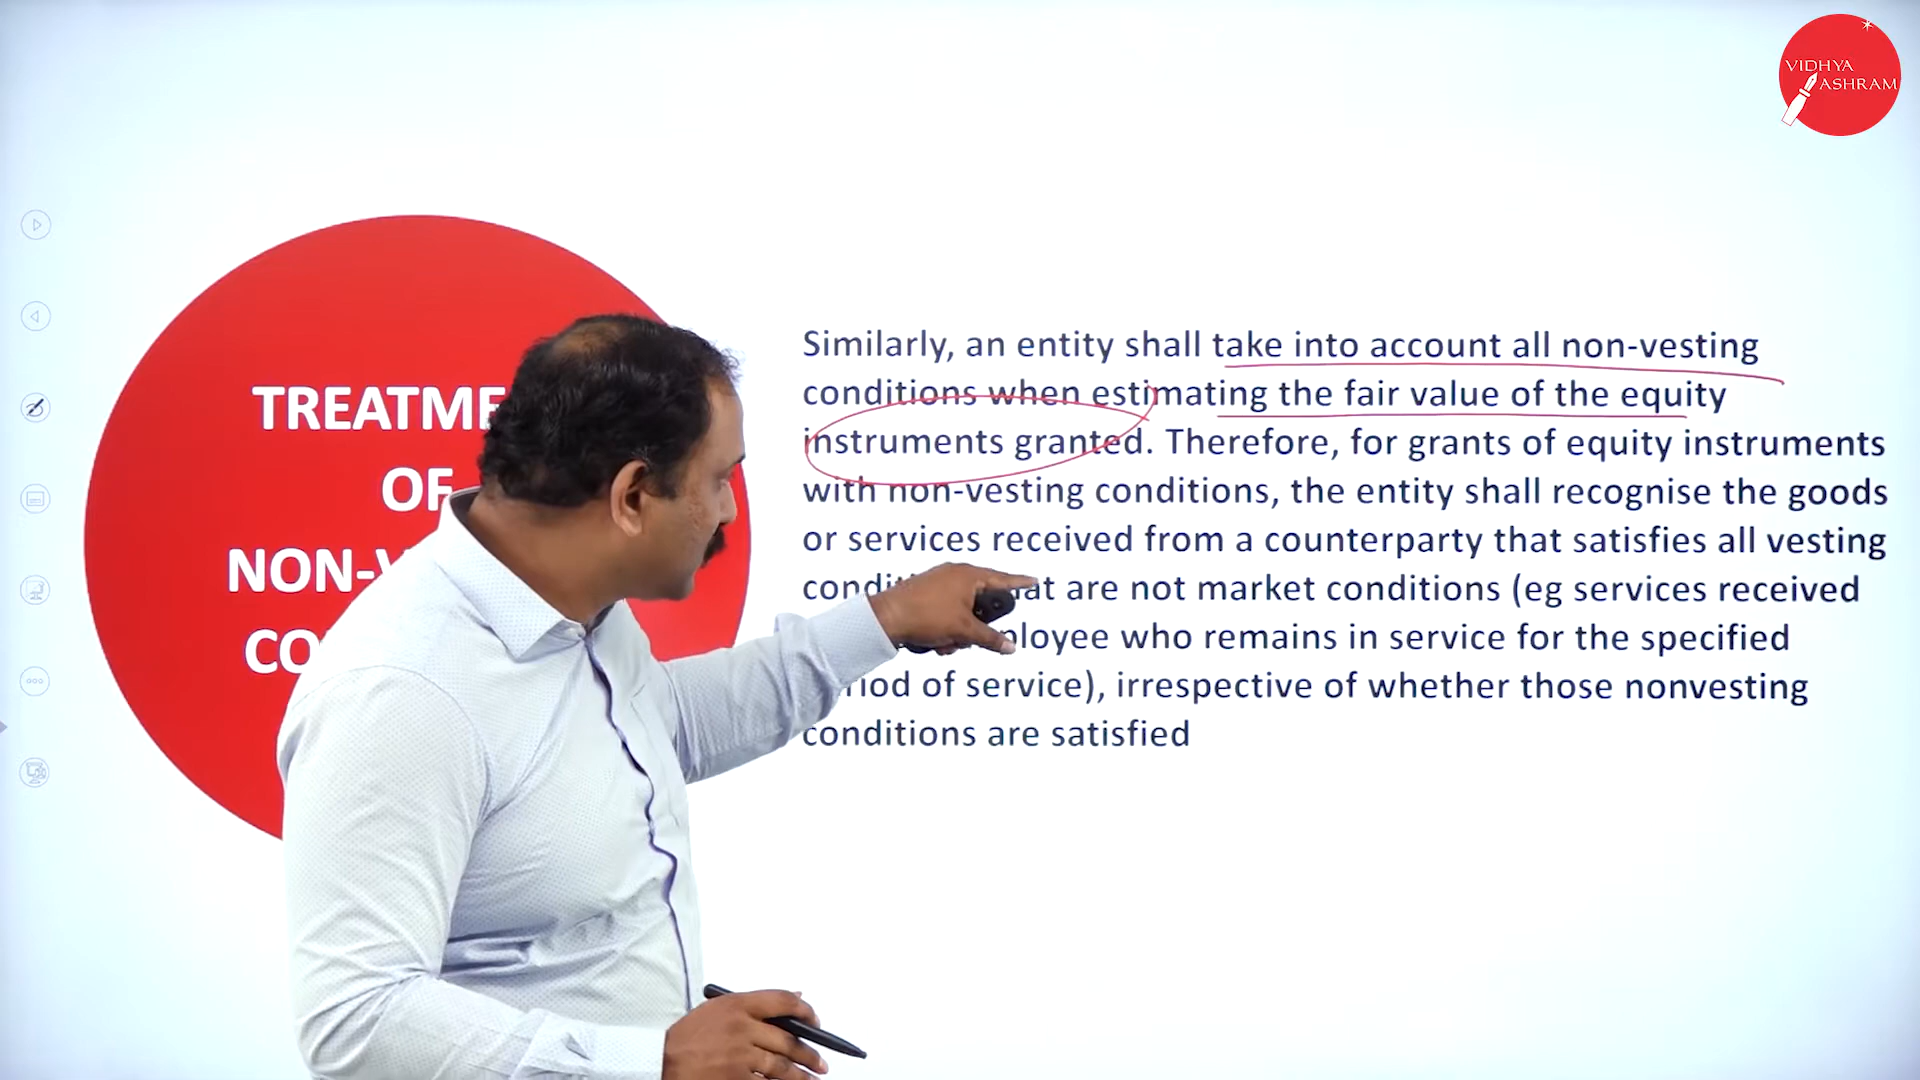 VIDHYA
ASHRAM
TREATME
OF
NON-V
CO
Similarly, an entity shall take into account all non-vesting
conditions when estimating the fair value of the equity
instruments granted. Therefore, for grants of equity instruments
with non-vesting conditions, the entity shall recognise the goods
or services received from a counterparty that satisfies all vesting
condit at are not market conditions (eg services received
ployee who remains in service for the specified
riod of service), irrespective of whether those nonvesting
conditions are satisfied